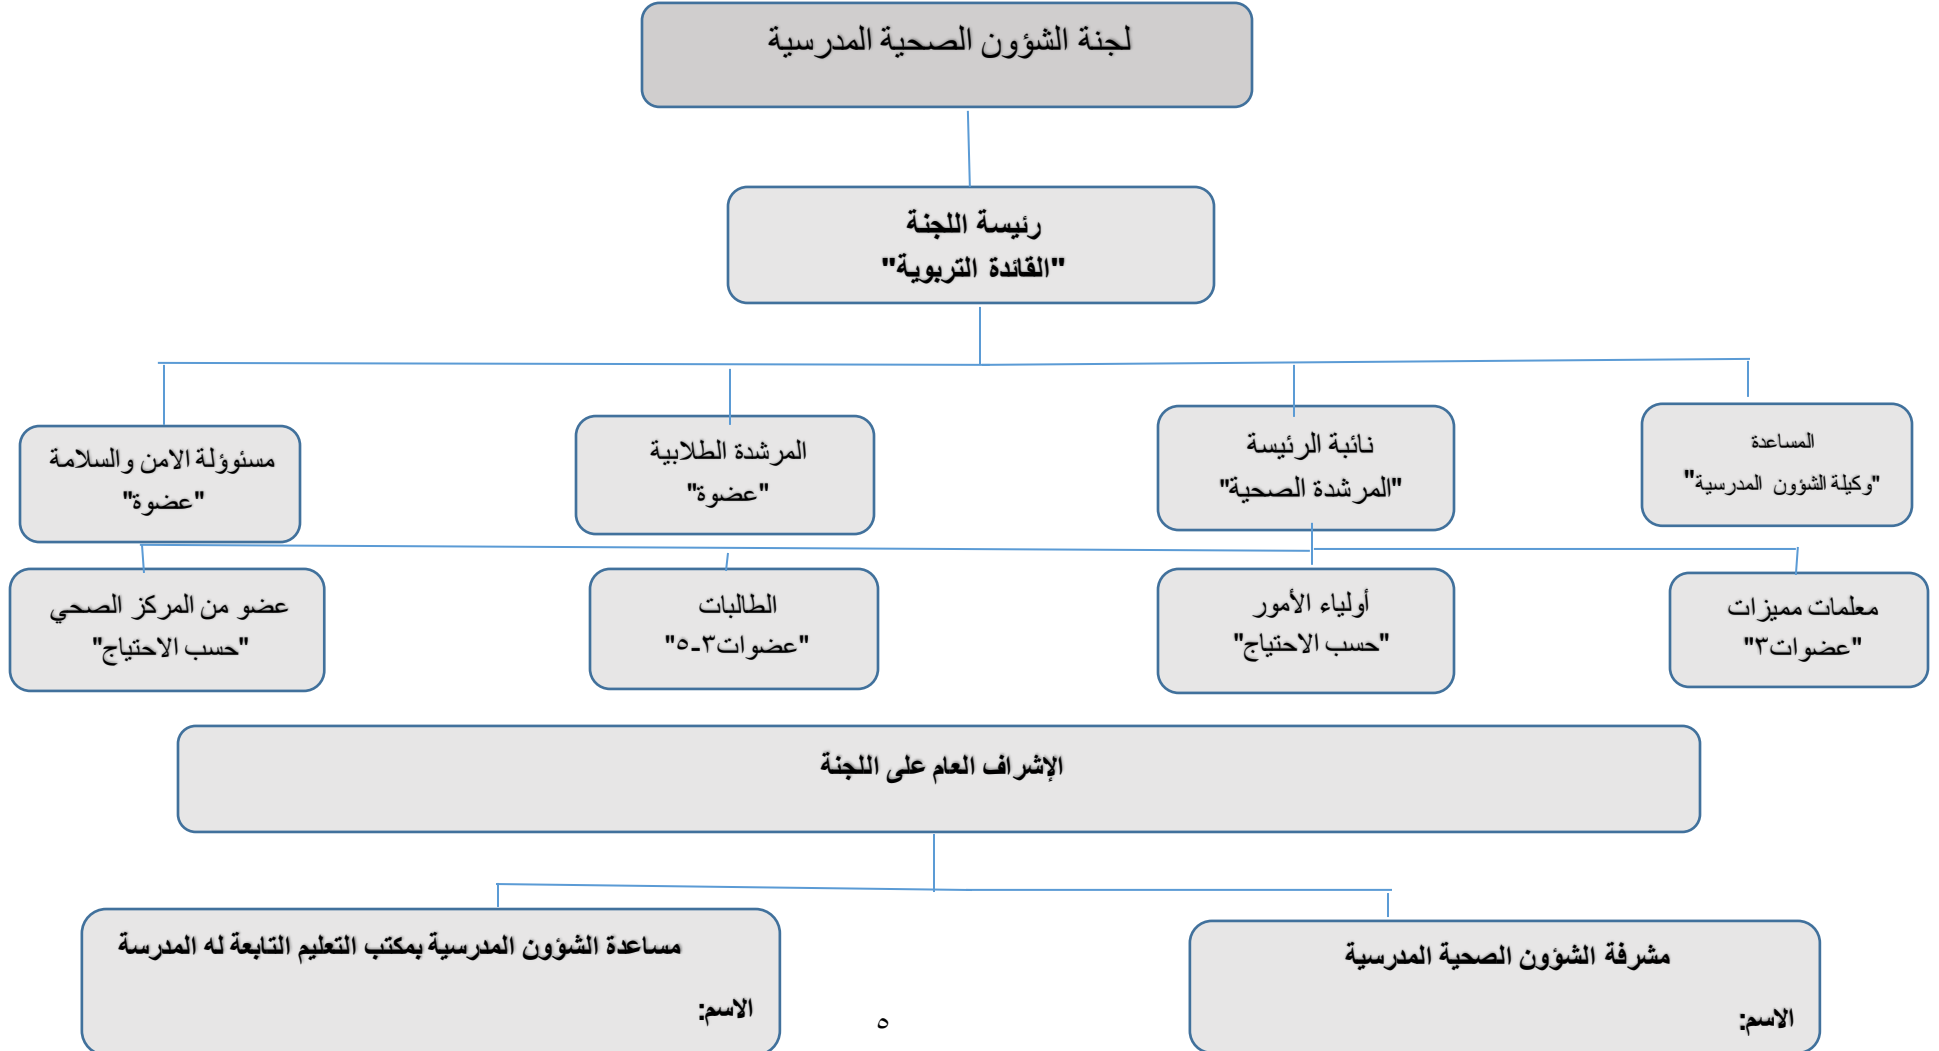 لجنة الشؤون الصحية المدرسية
رئيسة اللجنة
"القائدة التربوية"
المساعدة
"وكيلة الشؤون المدرسية"
نائبة الرئيسة
"المرشدة الصحية"
المرشدة الطلابية
"عضوة"
مسئوؤلة الامن والسلامة
"عضوة"
معلمات مميزات
"عضوات٣"
أولياء الأمور
"حسب الاحتياج"
الطالبات
"عضوات٣-٥"
عضو من المركز الصحي
"حسب الاحتياج"
الإشراف العام على اللجنة
مشرفة الشؤون الصحية المدرسية
الاسم:
مساعدة الشؤون المدرسية بمكتب التعليم التابعة له المدرسة
الاسم:
٥